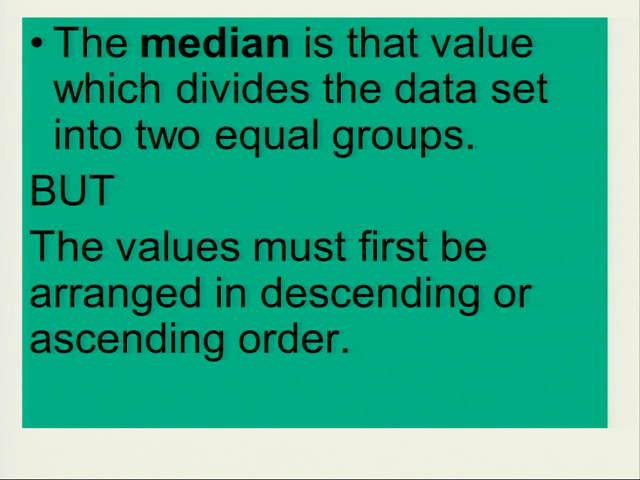 • The median is that value
which divides the data set
into two equal groups.
BUT
The values must first be
arranged in descending or
ascending order.